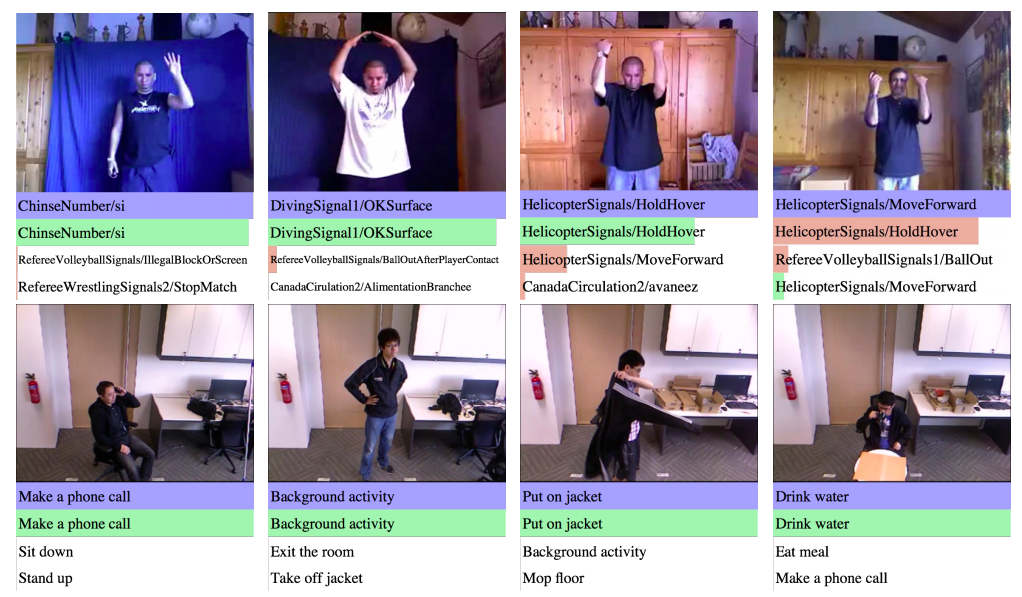 ChinseNumber/si
ChinseNumber/si
RefereeVolleyballSignals/IllegalBlockOrScreen
RefereeWrestlingSignals2/StopMatch
DivingSignal1/OKSurface
DivingSignal1/OKSurface
RefereeVolleyballSignals/BallOutAfterPlayerContact
CanadaCirulation2/AlimentationBranchee
HelicopterSignals/HoldHover
HelicopterSignals/HoldHover
HelicopterSignals/MoveForward
CanadaCirculation2/avaneez
HelicopterSignals/MoveForward
HelicopterSignals/HoldHover
RefereeVolleyballSignals1/BallOut
HelicopterSignals/MoveForward
Make a phone call
Make a phone call
Sit down
Stand up
Background activity
Background activity
Exit the room
Take off jacket
Put on jacket
Put on jacket
Background activity
Mop floor
Drink water
Drink water
Eat meal
Make a phone call